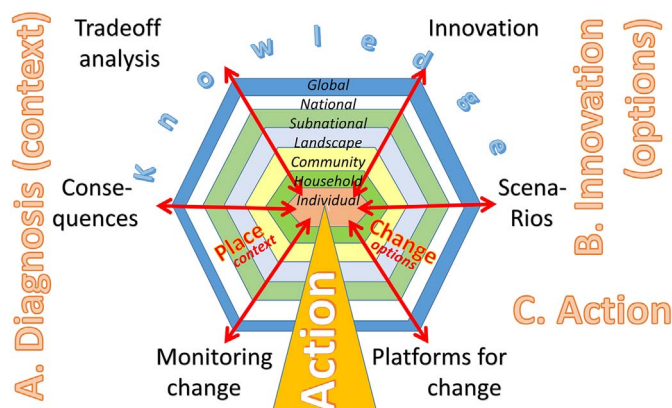 Tradeoff
analysis
Innovation
Knowledge
A. Diagnosis (context)
B. Innovation
(options)
Global
National
Subnational
Landscape
Community
Household
Individual
Conse-
quences
Scena-
Rios
Place
context
Change
options
Action
C. Action
Monitoring
change
Platforms for
change